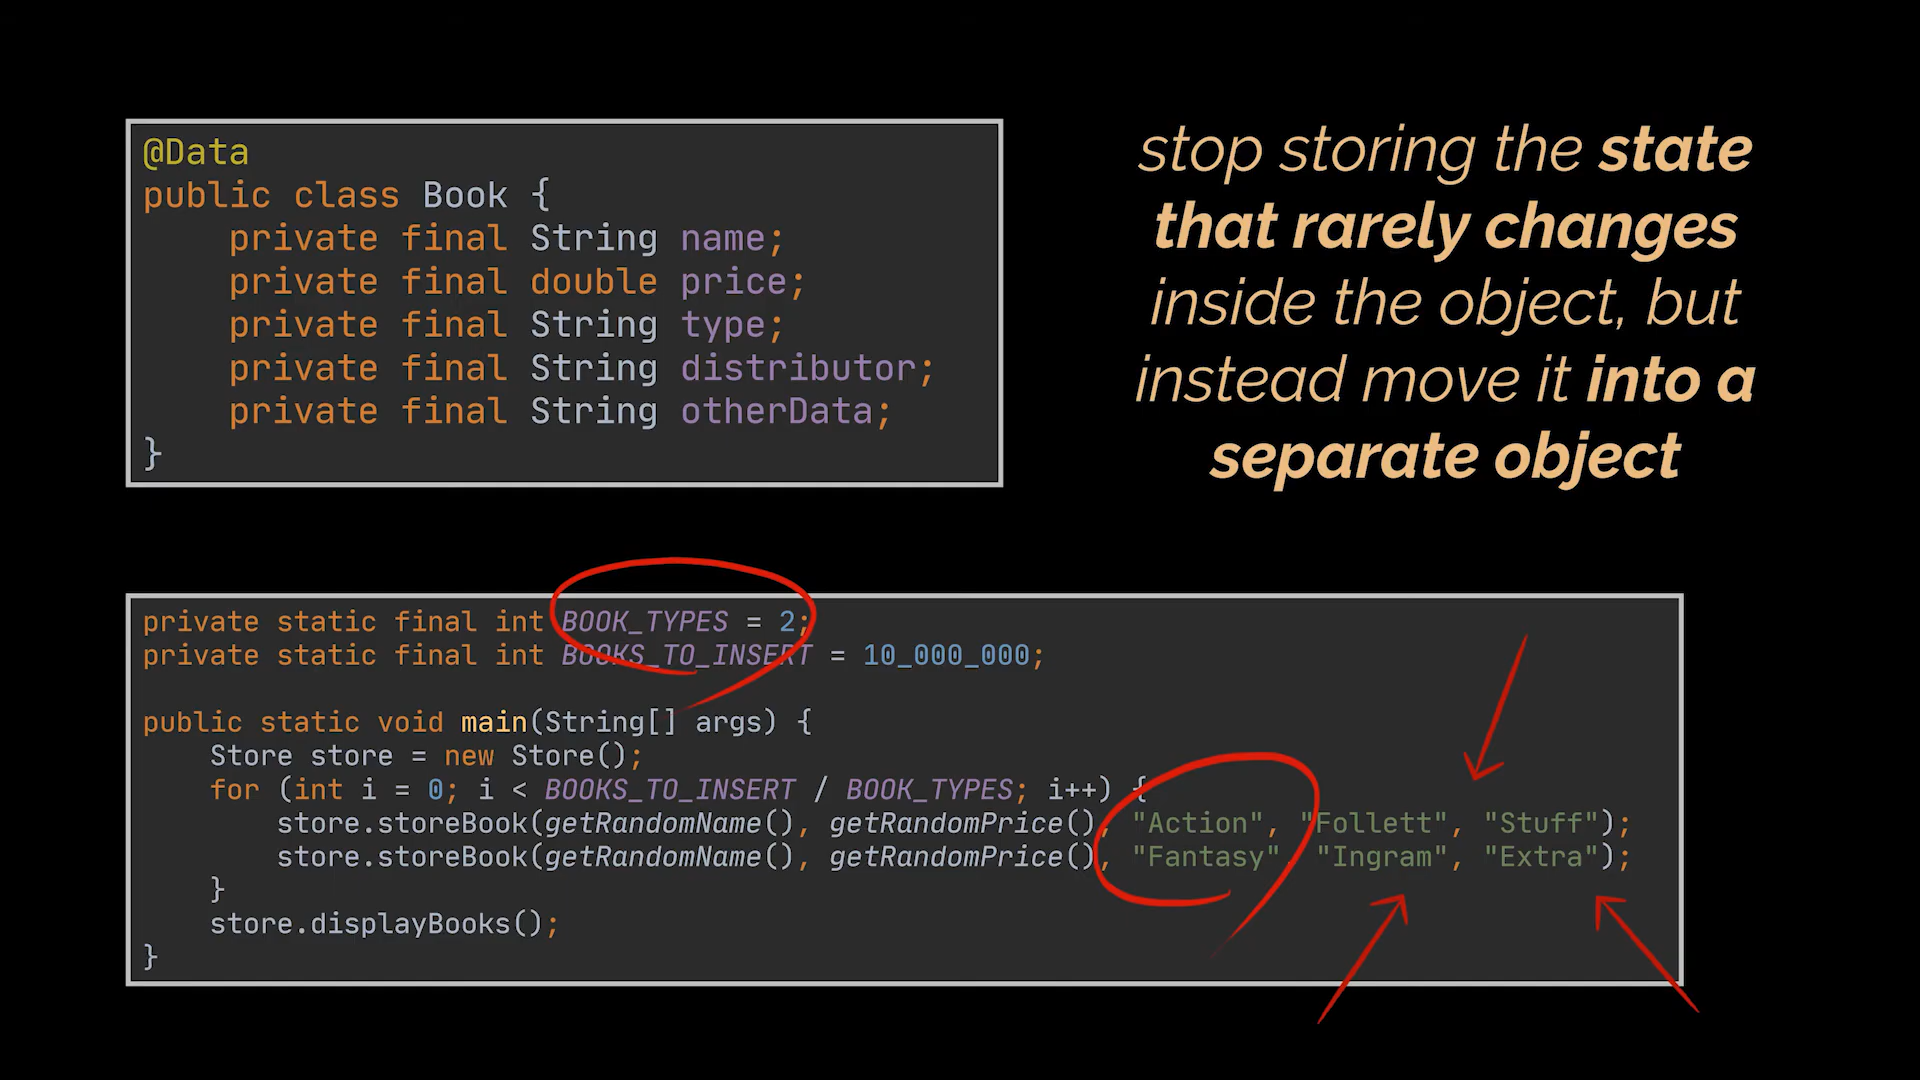 @Data
public class Book {
    private final String name;
    private final double price;
    private final String type;
    private final String distributor;
    private final String otherData;
}
stop storing the state
that rarely changes
inside the object, but
instead move it into a
separate object
private static final int BOOK_TYPES = 2;
private static final int BOOKS_TO_INSERT = 10_000_000;
public static void main(String[] args) {
    Store store = new Store();
    for (int i = 0; i < BOOKS_TO_INSERT / BOOK_TYPES; i++) {
        store.storeBook(getRandomName(), getRandomPrice(), "Action", "Follett", "Stuff");
        store.storeBook(getRandomName(), getRandomPrice(), "Fantasy", "Ingram", "Extra");
    }
    store.displayBooks();
}